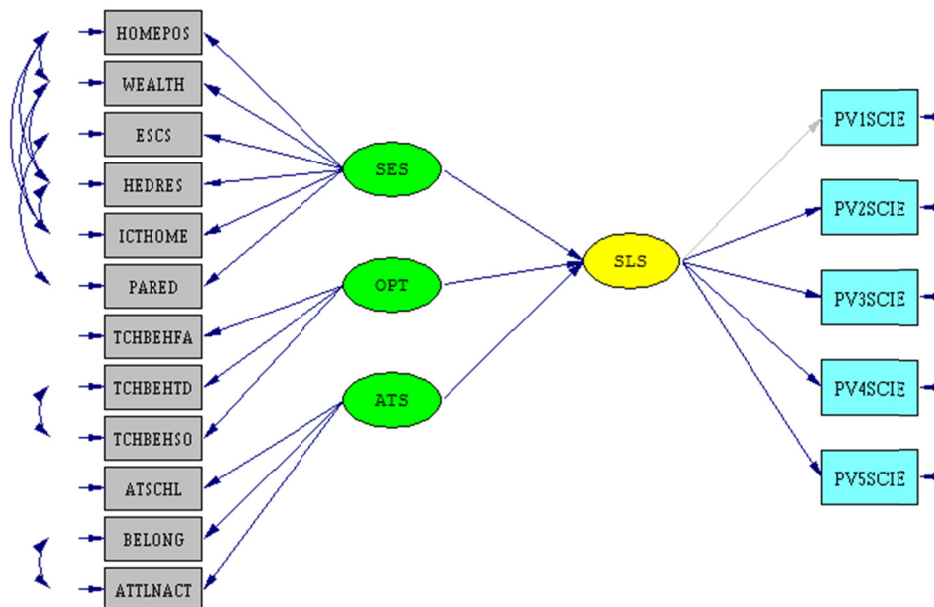 HOMEPOS
WEALTH
ESCS
HEDRES
ICTHOME
PARED
TCHBEHFA
TCHBEHTD
TCHBEHSO
ATSCHL
BELONG
ATTLNACT
SES
OPT
ATS
SLS
PV1SCIE
PV2SCIE
PV3SCIE
PV4SCIE
PV5SCIE